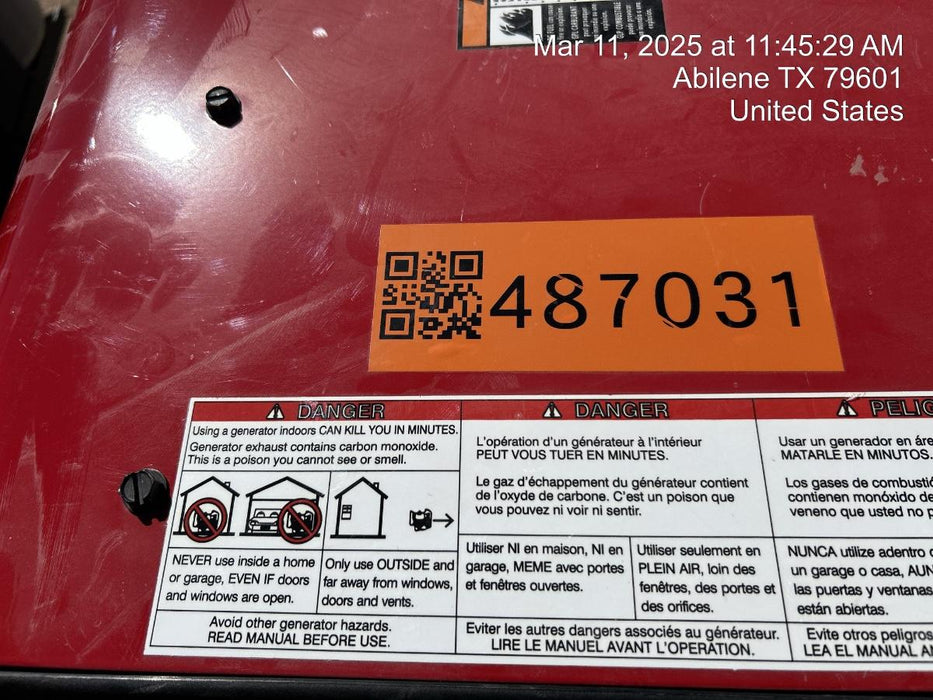 Mar 11, 2025 at 11:45:29 AM
Abilene TX 79601
United States
487031
DANGER
Using a generator indoors CAN KILL YOU IN MINUTES.
Generator exhaust contains carbon monoxide.
This is a poison you cannot see or smell.
NEVER use inside a home
or garage, EVEN IF doors
and windows are open.
Only use OUTSIDE and
far away from windows,
doors and vents.
Avoid other generator hazards.
READ MANUAL BEFORE USE.
DANGER
L'opération d'un générateur à l'intérieur
PEUT VOUS TUER EN MINUTES.
Le gaz d'échappement du générateur contient
de l'oxyde de carbone. C'est un poison que
vous pouvez ni voir ni sentir.
Utiliser NI en maison, NI en
garage, MEME avec portes
et fenêtres ouvertes.
Utiliser seulement en
PLEIN AIR, loin des
fenêtres, des portes et
des orifices.
Eviter les autres dangers associés au générateur.
LIRE LE MANUEL AVANT L'OPERATION.
PELIG
Usar un generador en áre
MATARLE EN MINUTOS.
Los gases de combustió
contienen monóxido de
veneno que usted no p
NUNCA utilize adentro d
un garage o casa, AUN
las puertas y ventanas
están abiertas.
Evite otros peligros
LEA EL MANUAL AN